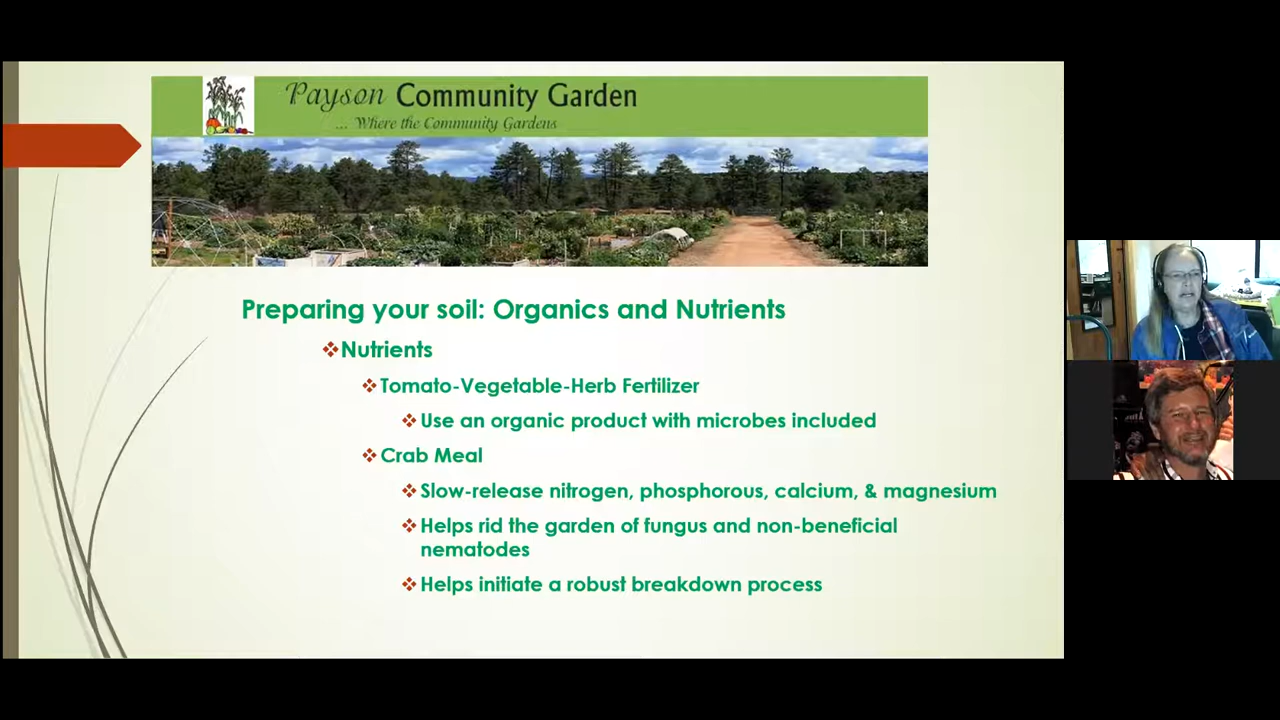 Payson Community Garden
... Where the Community Gardens
Preparing your soil: Organics and Nutrients
Nutrients
Tomato-Vegetable-Herb Fertilizer
Use an organic product with microbes included
Crab Meal
Slow-release nitrogen, phosphorous, calcium, & magnesium
Helps rid the garden of fungus and non-beneficial
nematodes
Helps initiate a robust breakdown process